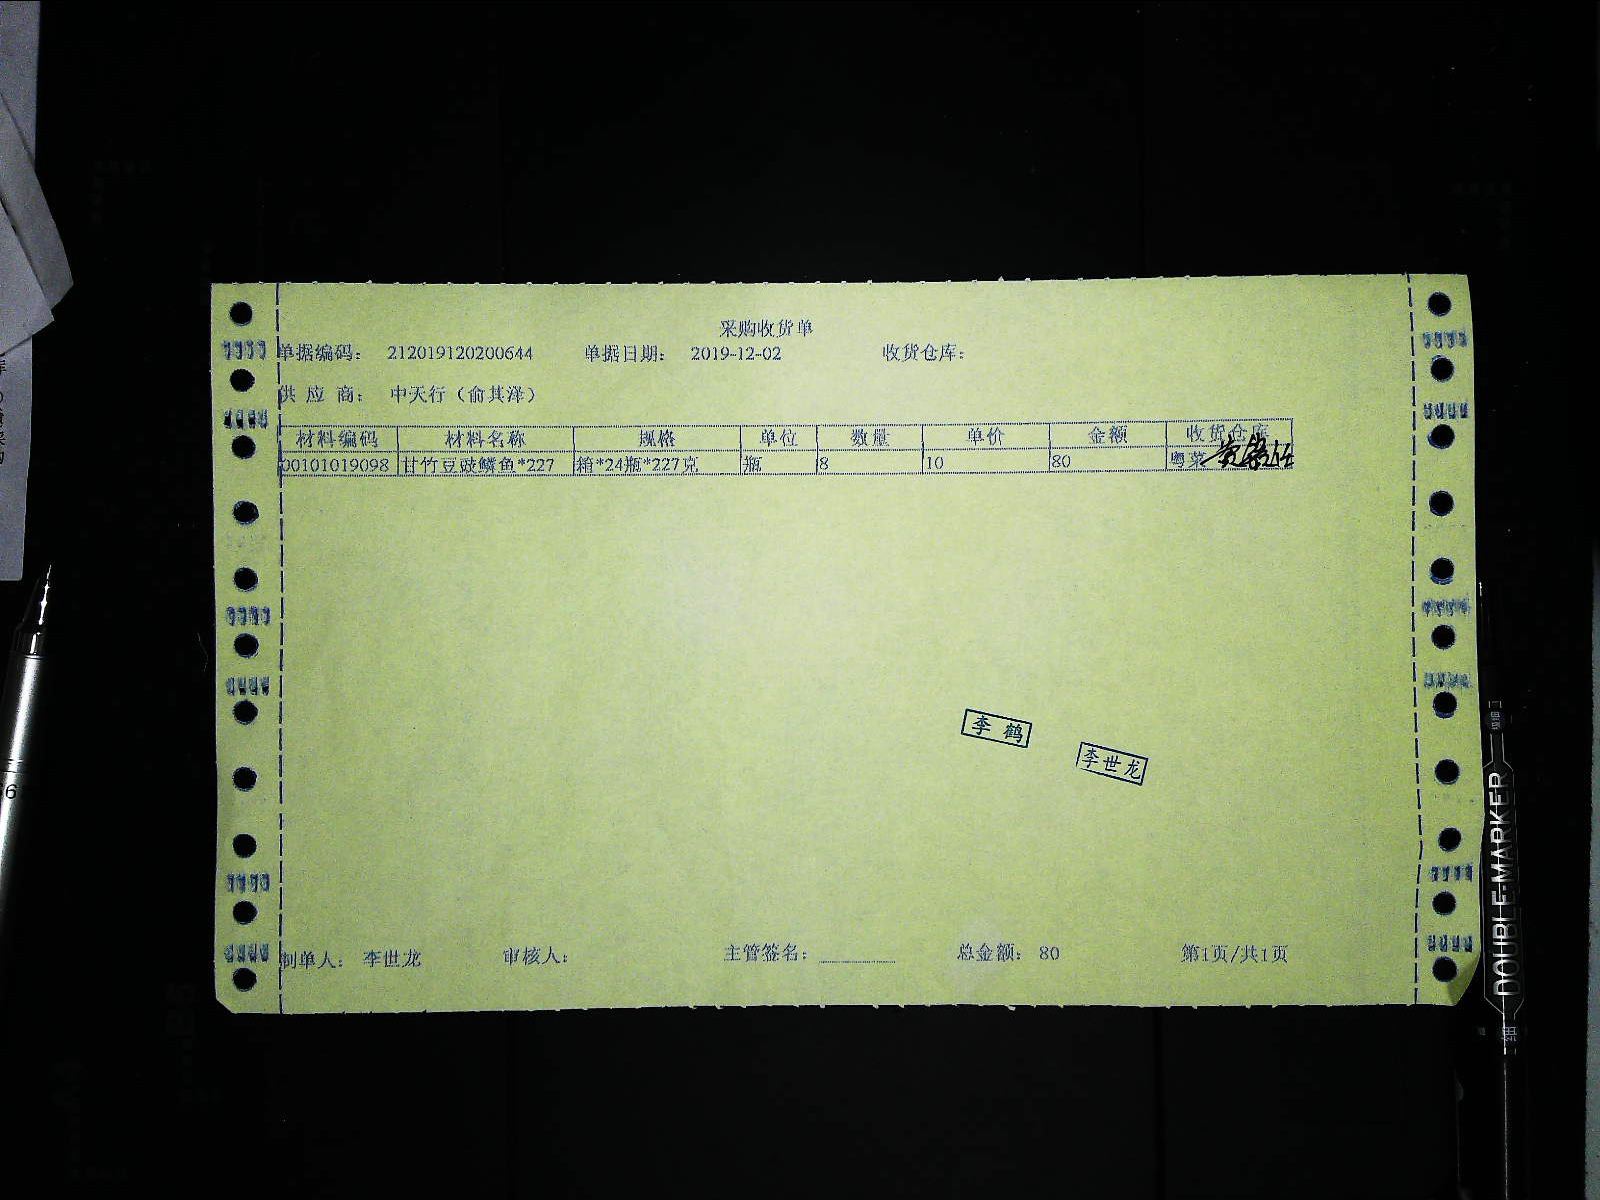 采购收货单
单据编码： 212019120200644 单据日期： 2019-12-02 收货仓库：
供 应 商： 中天行（俞其洋）
材料编码 材料名称 规格 单位 数量 单价 金额 收货仓库
00101019098 甘竹豆豉鳞鱼*227 箱*24瓶*227克 瓶 8 10 80 粤菜
李 鹤
李世龙
制单人： 李世龙 审核人： 主管签名： 总金额： 80 第1页/共1页
DOUBLE-MARKER
6